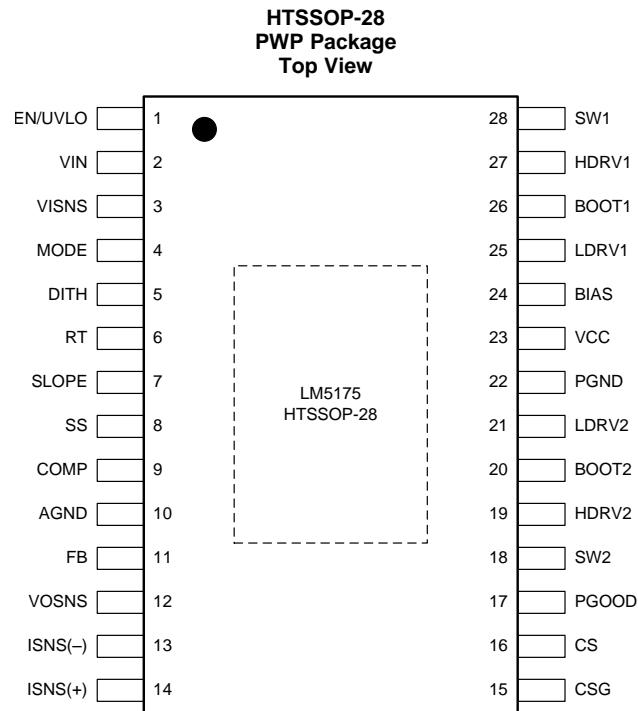 HTSSOP-28
PWP Package
Top View
EN/UVLO 1 28 SW1
VIN 2 27 HDRV1
VISNS 3 26 BOOT1
MODE 4 25 LDRV1
DITH 5 24 BIAS
RT 6 23 VCC
SLOPE 7 22 PGND
LM5175
HTSSOP-28
SS 8 21 LDRV2
COMP 9 20 BOOT2
AGND 10 19 HDRV2
FB 11 18 SW2
VOSNS 12 17 PGOOD
ISNS(–) 13 16 CS
ISNS(+) 14 15 CSG